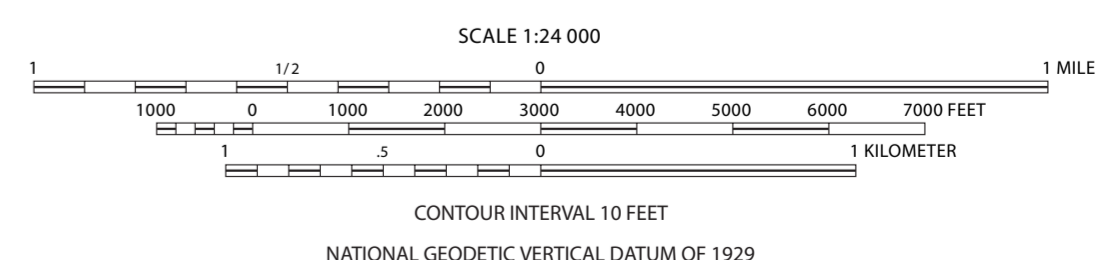 SCALE 1:24 000
1 1/2 0 1 MILE
1000 0 1000 2000 3000 4000 5000 6000 7000 FEET
1 .5 0 1 KILOMETER
CONTOUR INTERVAL 10 FEET
NATIONAL GEODETIC VERTICAL DATUM OF 1929